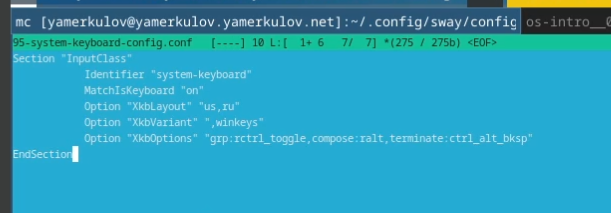 mc [yamerkulov@yamerkulov.yamerkulov.net]:~/.config/sway/config os-intro__
95-system-keyboard-config.conf [----] 10 L:[ 1+ 6 7/ 7] *(275 / 275b) <EOF>
Section "InputClass"
Identifier "system-keyboard"
MatchIsKeyboard "on"
Option "XkbLayout" "us,ru"
Option "XkbVariant" ",winkeys"
Option "XkbOptions" "grp:rctrl_toggle,compose:ralt,terminate:ctrl_alt_bksp"
EndSection